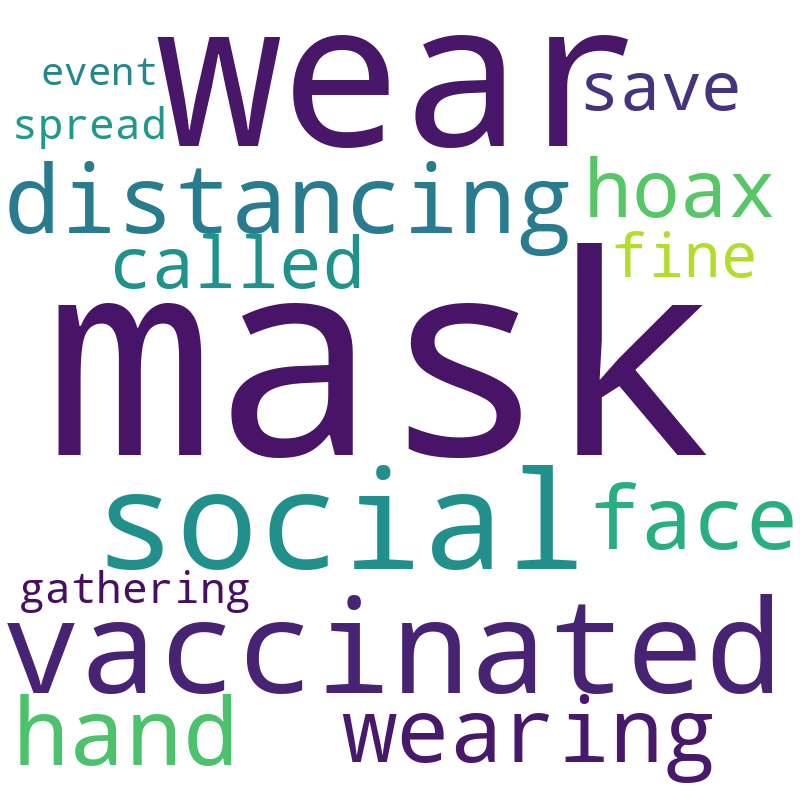 wear
event
save
spread
distancing
hoax
called
fine
mask
social
face
gathering
vaccinated
hand
wearing